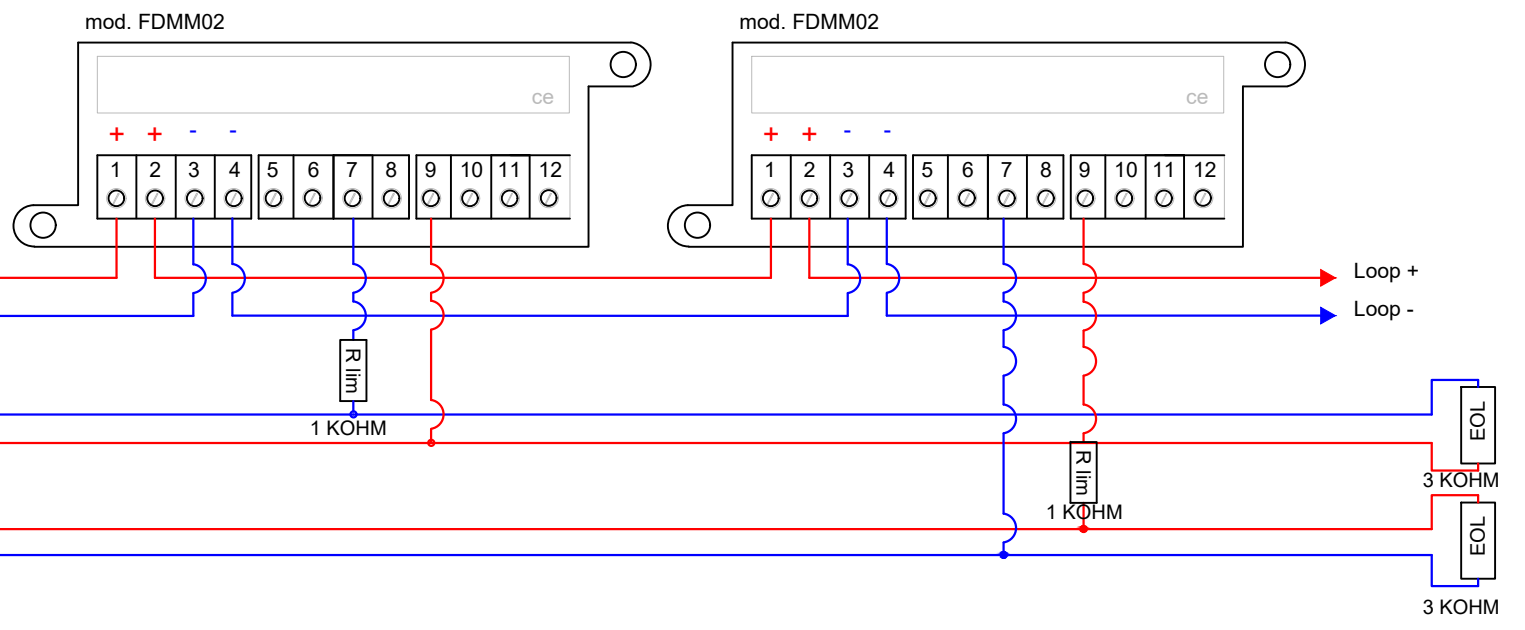 mod. FDMM02
mod. FDMM02
ce
ce
+ + - -
+ + - -
1 2 3 4 5 6 7 8 9 10 11 12
1 2 3 4 5 6 7 8 9 10 11 12
Loop +
Loop -
R lim
1 KOHM
EOL
3 KOHM
R lim
1 KOHM
EOL
3 KOHM